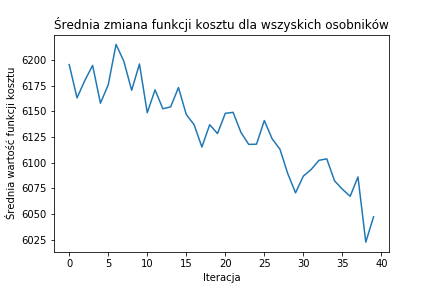 Średnia zmiana funkcji kosztu dla wszyskich osobników
Średnia wartość funkcji kosztu
6200
6175
6150
6125
6100
6075
6050
6025
0 5 10 15 20 25 30 35 40
Iteracja